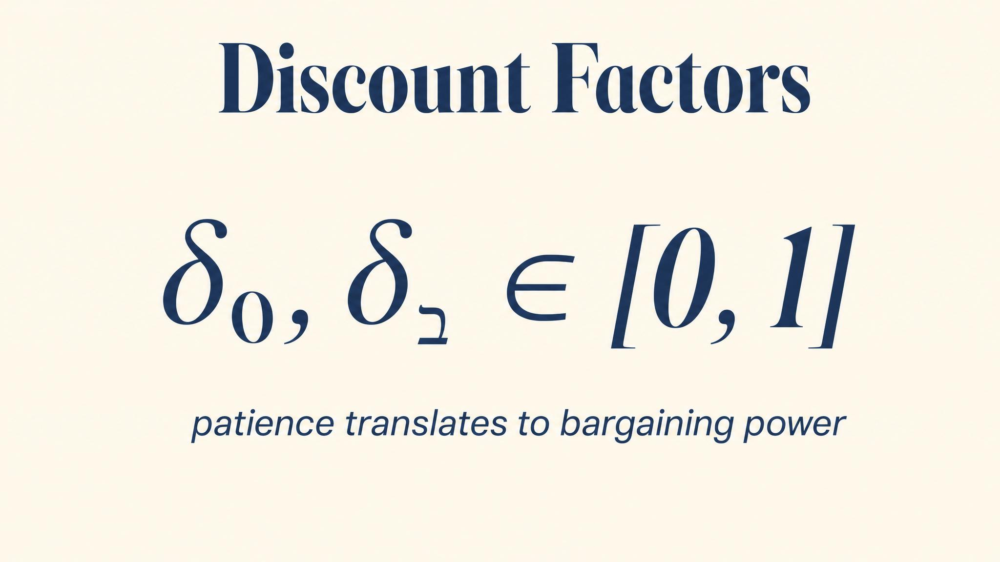 Discount Factors
δ₀, δב ∈ [0, 1]
patience translates to bargaining power